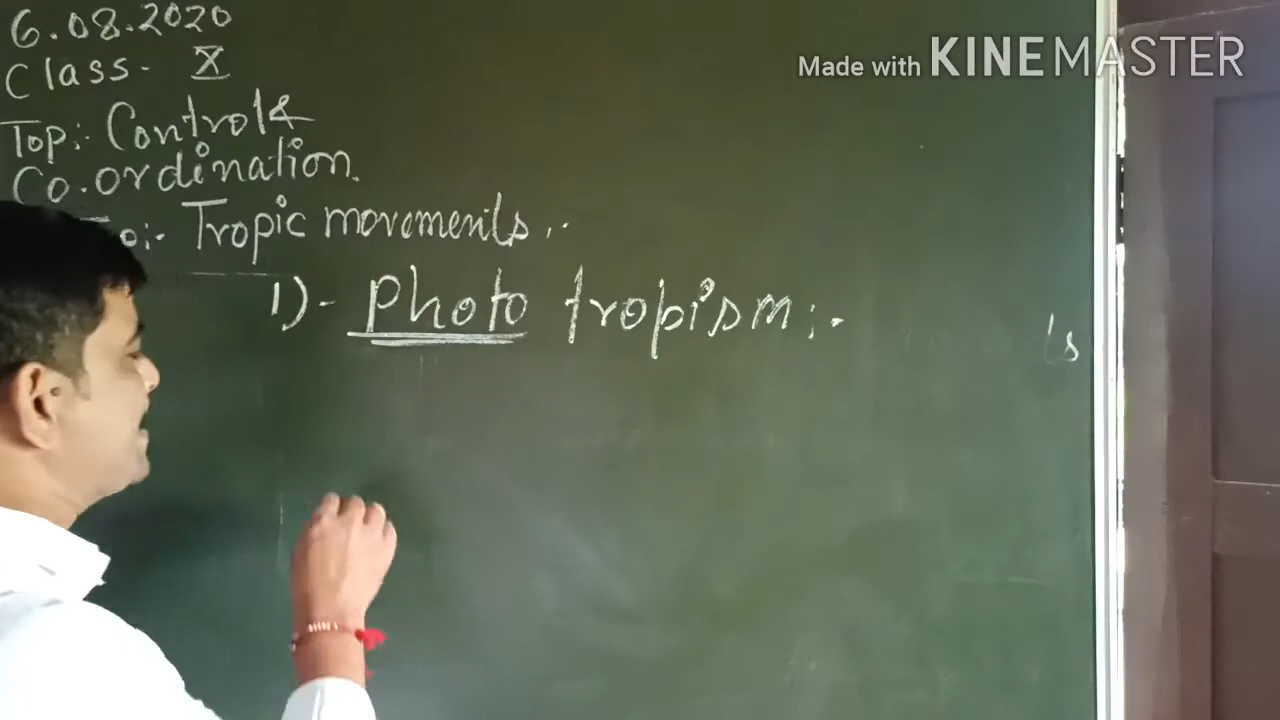 6.08.2020
Class- X
Top:- Control &
Co.ordination.
o:- Tropic movements..
1)- Photo tropism:-
's
Made with KINEMASTER